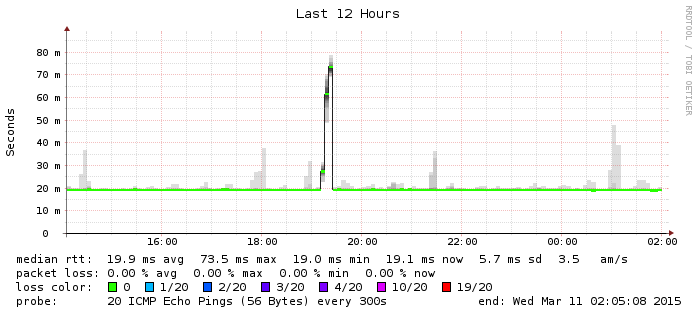 Last 12 Hours
RRDTOOL / TOBI OETIKER
Seconds
80 m
70 m
60 m
50 m
40 m
30 m
20 m
10 m
0
16:00 18:00 20:00 22:00 00:00 02:00
median rtt: 19.9 ms avg 73.5 ms max 19.0 ms min 19.1 ms now 5.7 ms sd 3.5 am/s
packet loss: 0.00 % avg 0.00 % max 0.00 % min 0.00 % now
loss color: 0 1/20 2/20 3/20 4/20 10/20 19/20
probe: 20 ICMP Echo Pings (56 Bytes) every 300s end: Wed Mar 11 02:05:08 2015